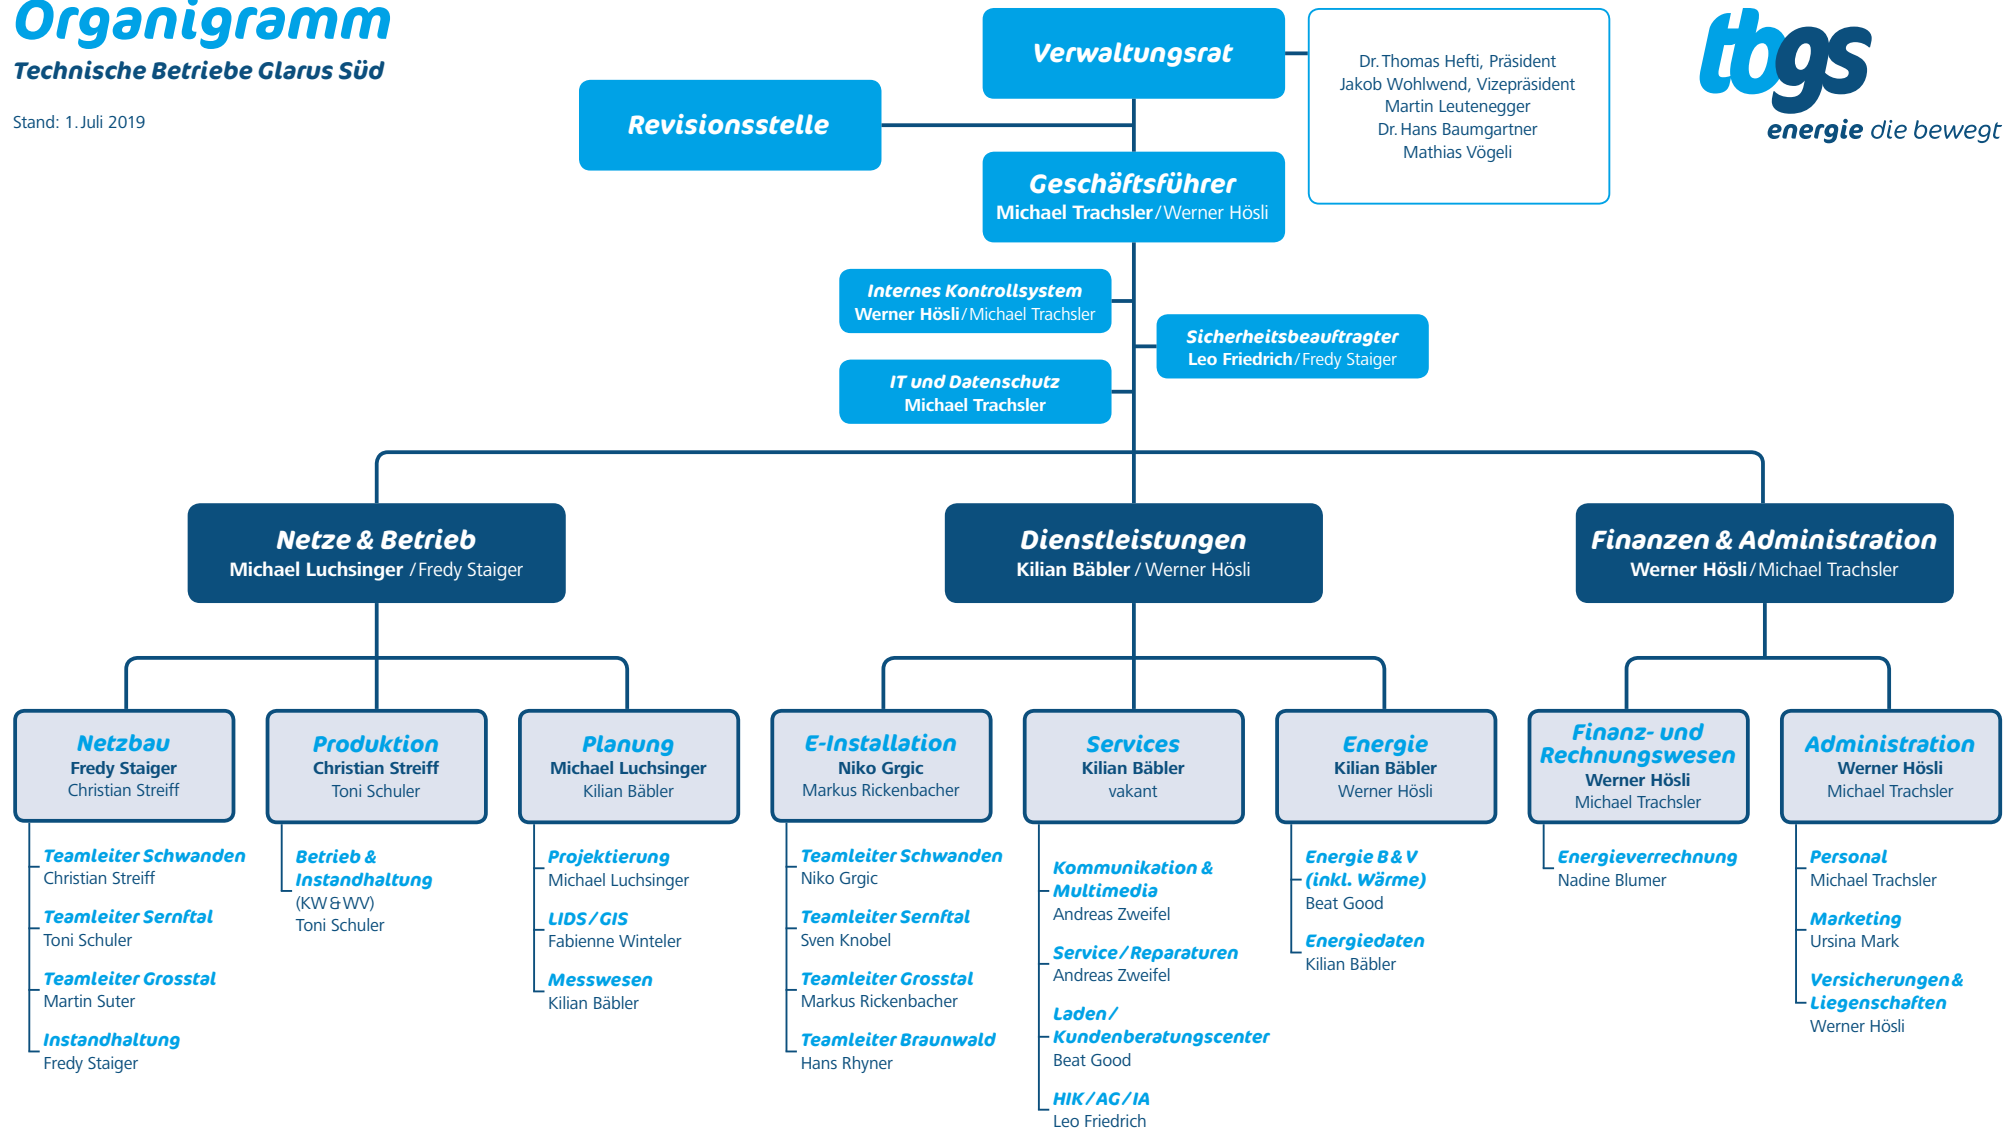 Organigramm
Technische Betriebe Glarus Süd
Stand: 1. Juli 2019
Verwaltungsrat
Dr. Thomas Hefti, Präsident
Jakob Wohlwend, Vizepräsident
Martin Leutenegger
Dr. Hans Baumgartner
Mathias Vögeli
tbgs
energie die bewegt
Revisionsstelle
Geschäftsführer
Michael Trachsler/Werner Hösli
Internes Kontrollsystem
Werner Hösli/Michael Trachsler
Sicherheitsbeauftragter
Leo Friedrich/Fredy Staiger
IT und Datenschutz
Michael Trachsler
Netze & Betrieb
Michael Luchsinger /Fredy Staiger
Dienstleistungen
Kilian Bäbler / Werner Hösli
Finanzen & Administration
Werner Hösli/Michael Trachsler
Netzbau
Fredy Staiger
Christian Streiff
Teamleiter Schwanden
Christian Streiff
Teamleiter Sernftal
Toni Schuler
Teamleiter Grosstal
Martin Suter
Instandhaltung
Fredy Staiger
Produktion
Christian Streiff
Toni Schuler
Betrieb &
Instandhaltung
(KW & WV)
Toni Schuler
Planung
Michael Luchsinger
Kilian Bäbler
Projektierung
Michael Luchsinger
LIDS/GIS
Fabienne Winteler
Messwesen
Kilian Bäbler
E-Installation
Niko Grgic
Markus Rickenbacher
Teamleiter Schwanden
Niko Grgic
Teamleiter Sernftal
Sven Knobel
Teamleiter Grosstal
Markus Rickenbacher
Teamleiter Braunwald
Hans Rhyner
Services
Kilian Bäbler
vakant
Kommunikation &
Multimedia
Andreas Zweifel
Service/Reparaturen
Andreas Zweifel
Laden/
Kundenberatungscenter
Beat Good
HIK/AG/IA
Leo Friedrich
Energie
Kilian Bäbler
Werner Hösli
Energie B & V
(inkl. Wärme)
Beat Good
Energiedaten
Kilian Bäbler
Finanz- und
Rechnungswesen
Werner Hösli
Michael Trachsler
Energieverrechnung
Nadine Blumer
Administration
Werner Hösli
Michael Trachsler
Personal
Michael Trachsler
Marketing
Ursina Mark
Versicherungen &
Liegenschaften
Werner Hösli